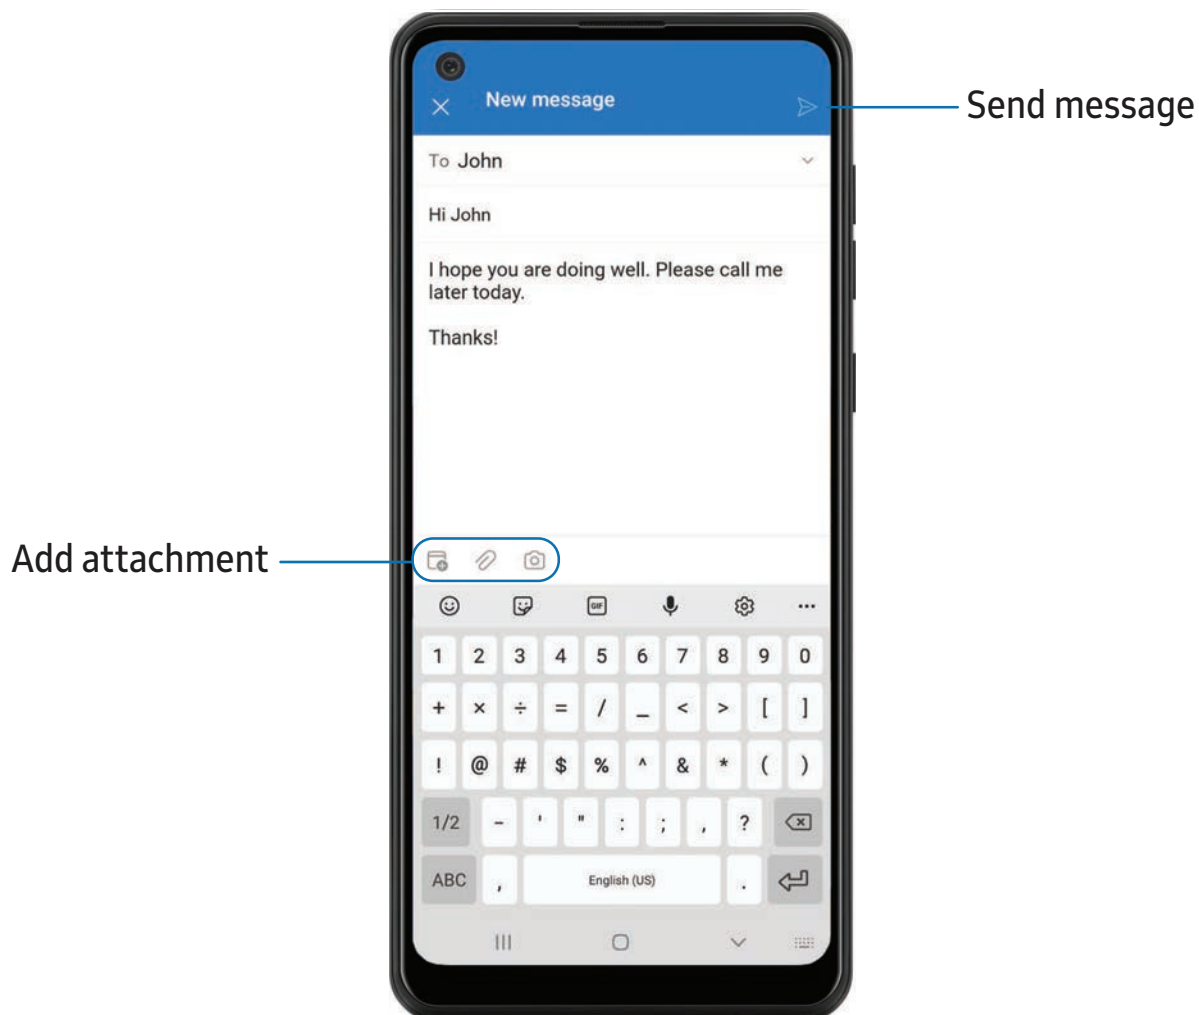 New message
Send message
To John
Hi John
I hope you are doing well. Please call me
later today.
Thanks!
Add attachment
GIF
1 2 3 4 5 6 7 8 9 0
+ × ÷ = / _ < > [ ]
! @ # $ % ^ & * ( )
1/2 - ' " : ; , ?
ABC , English (US) .